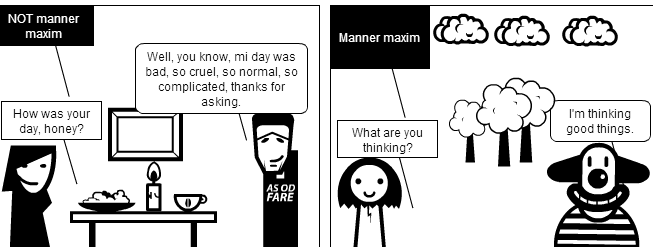 NOT manner
maxim
Well, you know, mi day was
bad, so cruel, so normal, so
complicated, thanks for
asking.
How was your
day, honey?
AS OD
FARE
Manner maxim
What are you
thinking?
I'm thinking
good things.